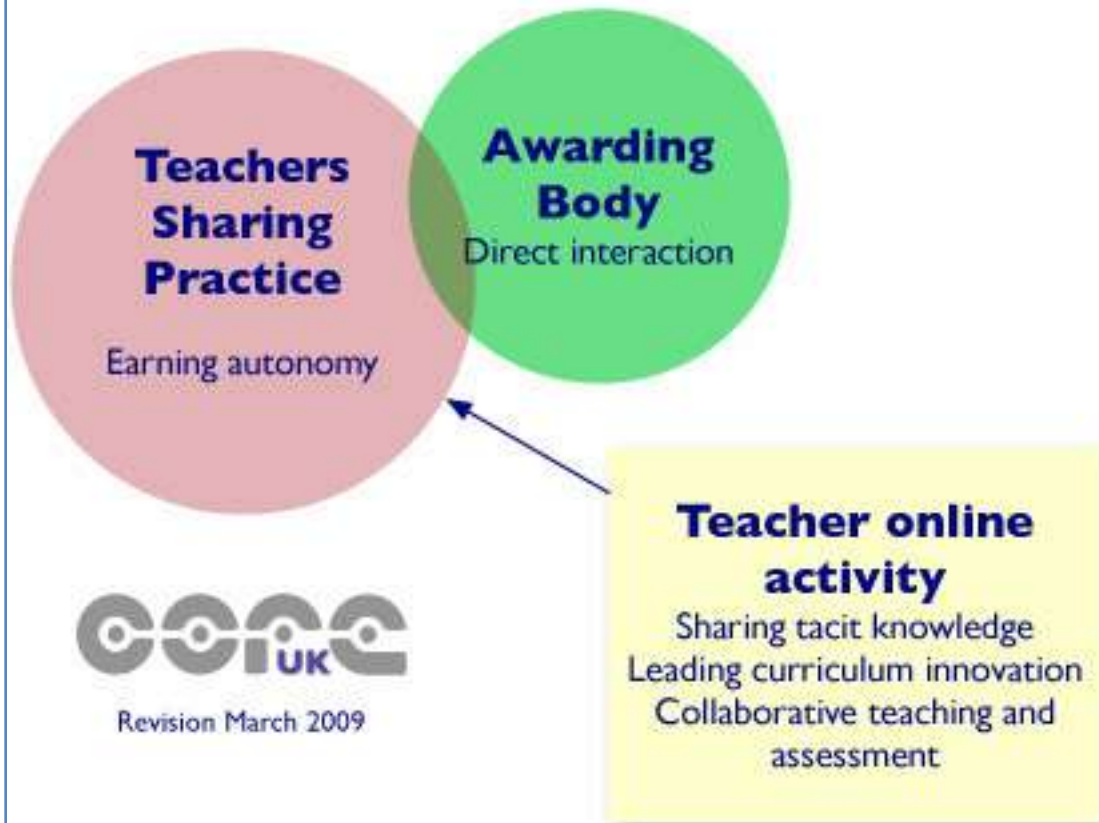 Teachers
Sharing
Practice
Earning autonomy
Awarding
Body
Direct interaction
Teacher online
activity
Sharing tacit knowledge
Leading curriculum innovation
Collaborative teaching and
assessment
core
UK
Revision March 2009